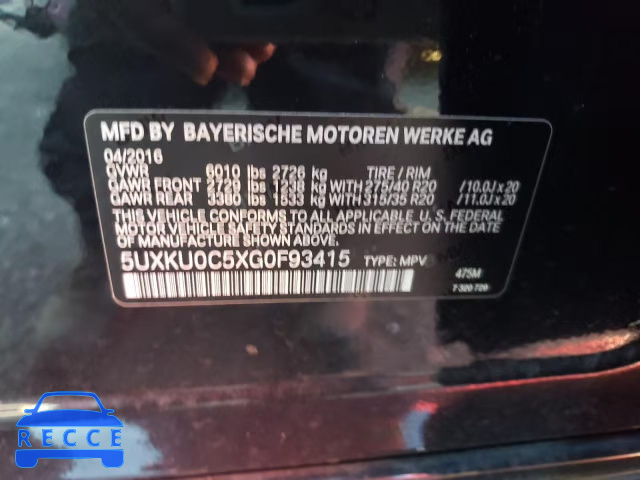 MFD BY BAYERISCHE MOTOREN WERKE AG
04/2016
GVWR 6010 lbs 2726 kg TIRE / RIM
GAWR FRONT 2729 lbs 1238 kg WITH 275/40 R20 /10.0J x 20
GAWR REAR 3380 lbs 1533 kg WITH 315/35 R20 /11.0J x 20
THIS VEHICLE CONFORMS TO ALL APPLICABLE U. S. FEDERAL
MOTOR VEHICLE SAFETY STANDARDS IN EFFECT ON THE DATE OF
MANUFACTURE SHOWN ABOVE.
5UXKU0C5XG0F93415 TYPE: MPV 475M
7-320-729
RECCE